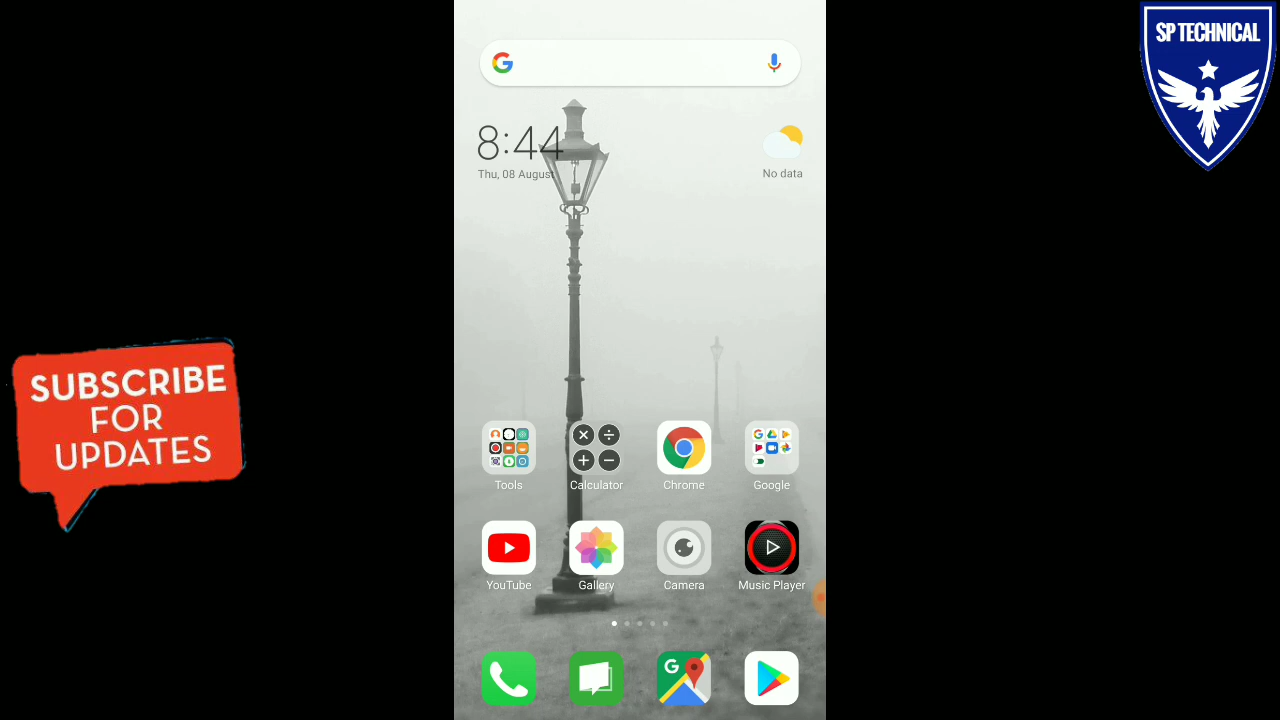 SP TECHNICAL
8:44
Thu, 08 August
No data
SUBSCRIBE
FOR
UPDATES
Tools
Calculator
Chrome
Google
YouTube
Gallery
Camera
Music Player